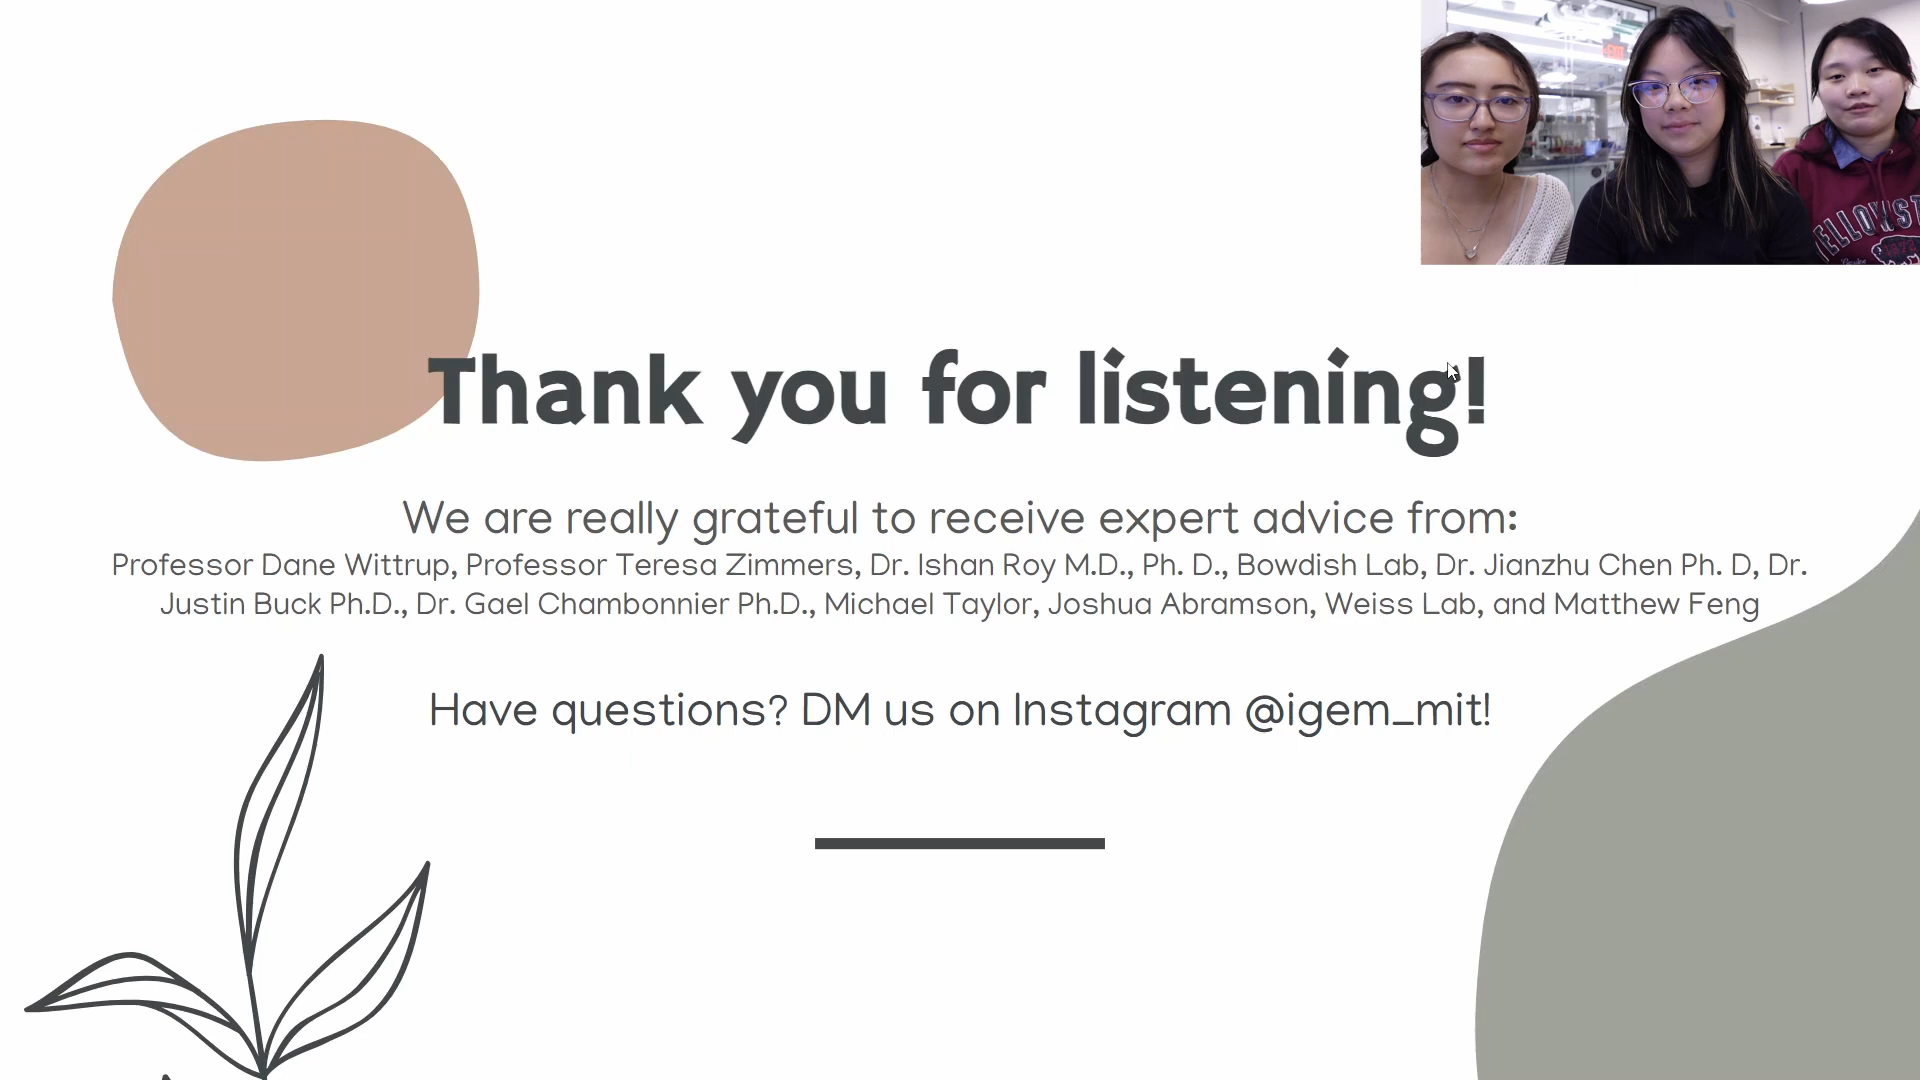 EXIT
Thank you for listening!
We are really grateful to receive expert advice from:
Professor Dane Wittrup, Professor Teresa Zimmers, Dr. Ishan Roy M.D., Ph. D., Bowdish Lab, Dr. Jianzhu Chen Ph. D, Dr.
Justin Buck Ph.D., Dr. Gael Chambonnier Ph.D., Michael Taylor, Joshua Abramson, Weiss Lab, and Matthew Feng
Have questions? DM us on Instagram @igem_mit!